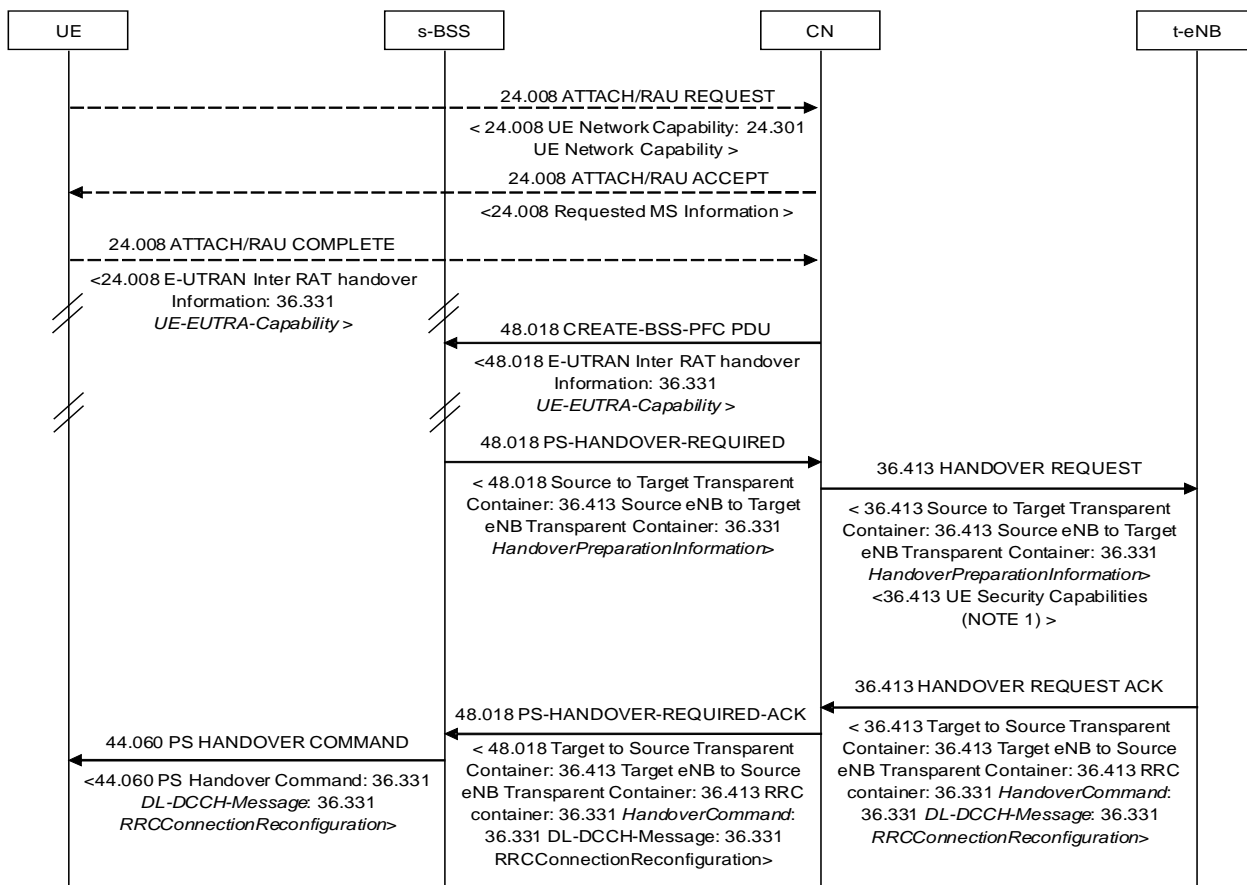 UE
s-BSS
CN
t-eNB
24.008 ATTACH/RAU REQUEST
< 24.008 UE Network Capability: 24.301
UE Network Capability >
24.008 ATTACH/RAU ACCEPT
<24.008 Requested MS Information >
24.008 ATTACH/RAU COMPLETE
<24.008 E-UTRAN Inter RAT handover
Information: 36.331
UE-EUTRA-Capability >
48.018 CREATE-BSS-PFC PDU
<48.018 E-UTRAN Inter RAT handover
Information: 36.331
UE-EUTRA-Capability >
48.018 PS-HANDOVER-REQUIRED
< 48.018 Source to Target Transparent
Container: 36.413 Source eNB to Target
eNB Transparent Container: 36.331
HandoverPreparationInformation>
36.413 HANDOVER REQUEST
< 36.413 Source to Target Transparent
Container: 36.413 Source eNB to Target
eNB Transparent Container: 36.331
HandoverPreparationInformation>
<36.413 UE Security Capabilities
(NOTE 1) >
36.413 HANDOVER REQUEST ACK
< 36.413 Target to Source Transparent
Container: 36.413 Target eNB to Source
eNB Transparent Container: 36.413 RRC
container: 36.331 HandoverCommand:
36.331 DL-DCCH-Message: 36.331
RRCConnectionReconfiguration>
48.018 PS-HANDOVER-REQUIRED-ACK
< 48.018 Target to Source Transparent
Container: 36.413 Target eNB to Source
eNB Transparent Container: 36.413 RRC
container: 36.331 HandoverCommand:
36.331 DL-DCCH-Message: 36.331
RRCConnectionReconfiguration>
44.060 PS HANDOVER COMMAND
<44.060 PS Handover Command: 36.331
DL-DCCH-Message: 36.331
RRCConnectionReconfiguration>